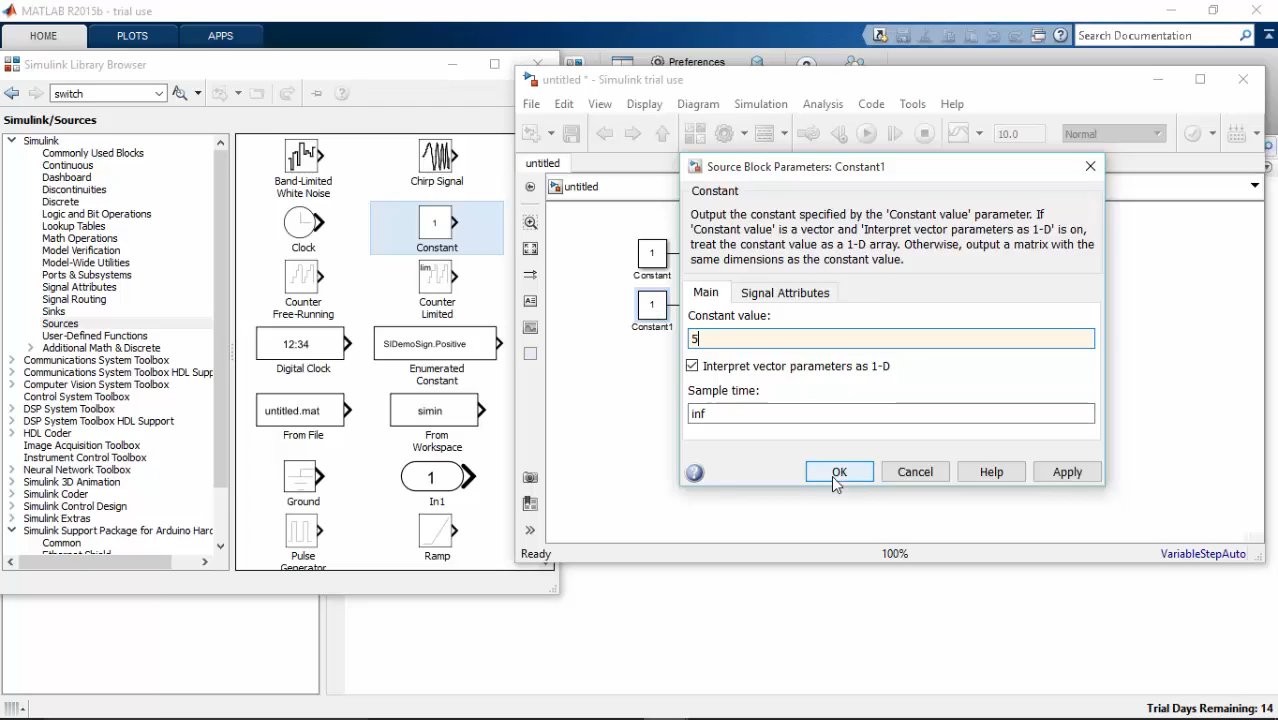 MATLAB R2015b - trial use
HOME
PLOTS
APPS
Search Documentation
Preferences
Simulink Library Browser
switch
Simulink/Sources
Simulink
Commonly Used Blocks
Continuous
Dashboard
Discontinuities
Discrete
Logic and Bit Operations
Lookup Tables
Math Operations
Model Verification
Model-Wide Utilities
Ports & Subsystems
Signal Attributes
Signal Routing
Sinks
Sources
User-Defined Functions
Additional Math & Discrete
Communications System Toolbox
Communications System Toolbox HDL Supp
Computer Vision System Toolbox
Control System Toolbox
DSP System Toolbox
DSP System Toolbox HDL Support
HDL Coder
Image Acquisition Toolbox
Instrument Control Toolbox
Neural Network Toolbox
Simulink 3D Animation
Simulink Coder
Simulink Control Design
Simulink Extras
Simulink Support Package for Arduino Hard
Common
Ethernet Shield
Band-Limited
White Noise
Chirp Signal
Clock
1
Constant
Counter
Free-Running
lim
Counter
Limited
12:34
Digital Clock
SlDemoSign.Positive
Enumerated
Constant
untitled.mat
From File
simin
From
Workspace
Ground
1
In1
Pulse
Generator
Ramp
untitled * - Simulink trial use
File Edit View Display Diagram Simulation Analysis Code Tools Help
10.0
Normal
untitled
untitled
1
Constant
1
Constant1
Source Block Parameters: Constant1
Constant
Output the constant specified by the 'Constant value' parameter. If
'Constant value' is a vector and 'Interpret vector parameters as 1-D' is on,
treat the constant value as a 1-D array. Otherwise, output a matrix with the
same dimensions as the constant value.
Main
Signal Attributes
Constant value:
5
Interpret vector parameters as 1-D
Sample time:
inf
OK
Cancel
Help
Apply
Ready
100%
VariableStepAuto
Trial Days Remaining: 14